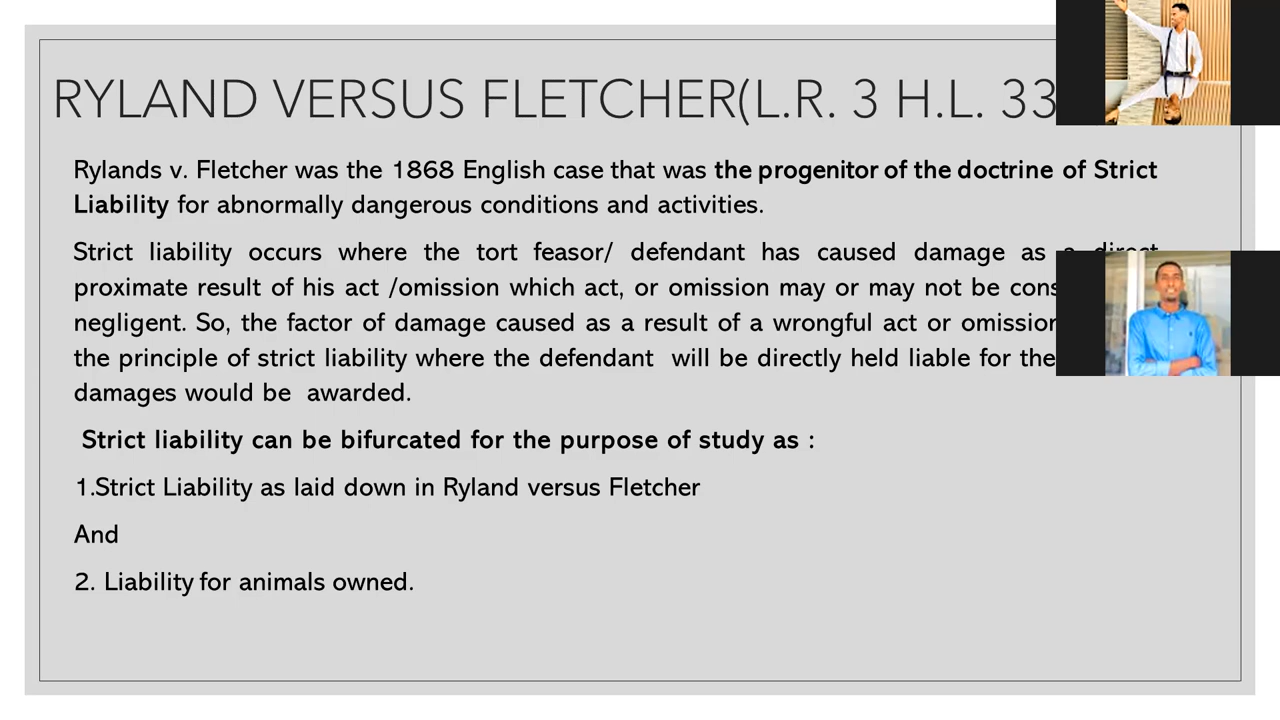 RYLAND VERSUS FLETCHER(L.R. 3 H.L. 33
Rylands v. Fletcher was the 1868 English case that was the progenitor of the doctrine of Strict
Liability for abnormally dangerous conditions and activities.
Strict liability occurs where the tort feasor/ defendant has caused damage as a direct
proximate result of his act /omission which act, or omission may or may not be
negligent. So, the factor of damage caused as a result of a wrongful act or omission
the principle of strict liability where the defendant will be directly held liable for the
damages would be awarded.
Strict liability can be bifurcated for the purpose of study as :
1.Strict Liability as laid down in Ryland versus Fletcher
And
2. Liability for animals owned.